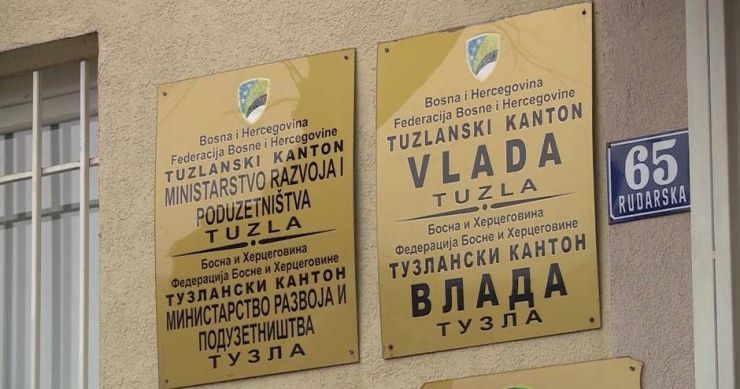 Bosna i Hercegovina
Federacija Bosne i Hercegovine
TUZLANSKI KANTON
MINISTARSTVO RAZVOJA I
PODUZETNIŠTVA
TUZLA
Босна и Херцеговина
Федерација Босне и Херцеговине
ТУЗЛАНСКИ КАНТОН
МИНИСТАРСТВО РАЗВОЈА И
ПОДУЗЕТНИШТВА
ТУЗЛА
Bosna i Hercegovina
Federacija Bosne i Hercegovine
TUZLANSKI KANTON
VLADA
TUZLA
Босна и Херцеговина
Федерација Босне и Херцеговине
ТУЗЛАНСКИ КАНТОН
ВЛАДА
ТУЗЛА
65
RUDARSKA